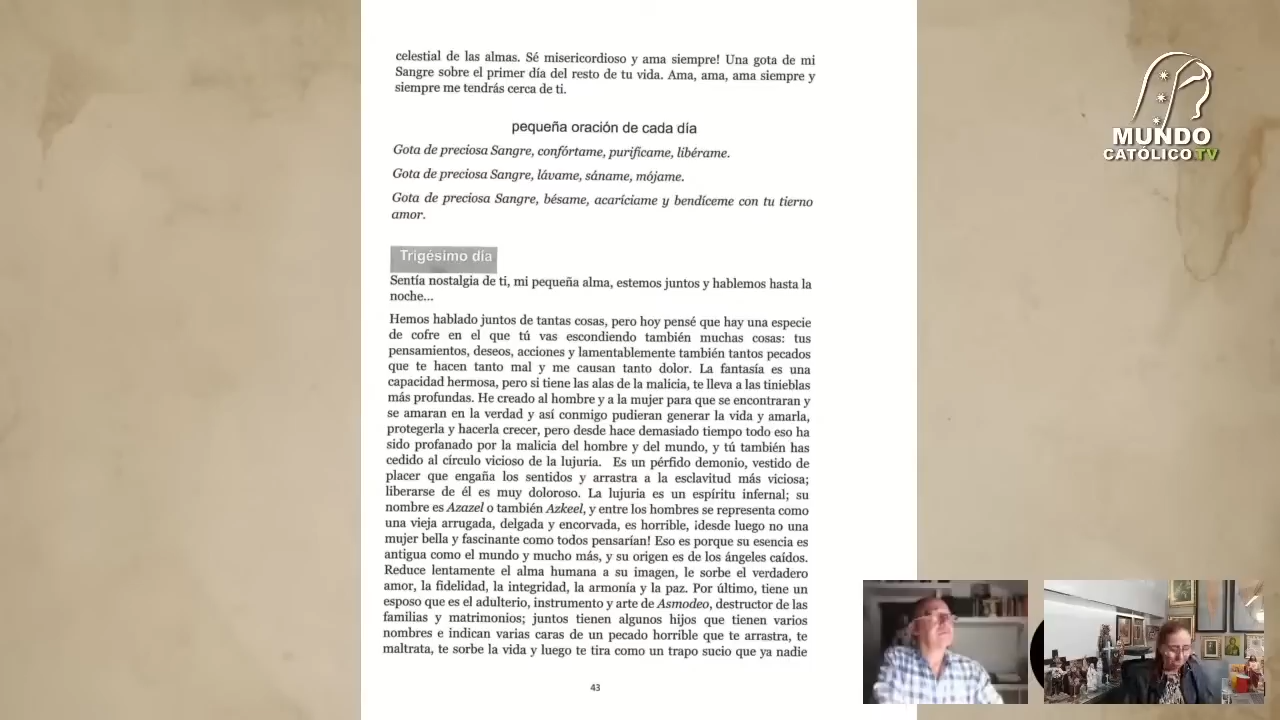 celestial de las almas. Sé misericordioso y ama siempre! Una gota de mi
Sangre sobre el primer día del resto de tu vida. Ama, ama, ama siempre y
siempre me tendrás cerca de ti.
pequeña oración de cada día
Gota de preciosa Sangre, confórtame, purificame, libérame.
Gota de preciosa Sangre, lávame, sáname, mójame.
Gota de preciosa Sangre, bésame, acaríciame y bendíceme con tu tierno
amor.
Trigésimo día
Sentía nostalgia de ti, mi pequeña alma, estemos juntos y hablemos hasta la
noche...
Hemos hablado juntos de tantas cosas, pero hoy pensé que hay una especie
de cofre en el que tú vas escondiendo también muchas cosas: tus
pensamientos, deseos, acciones y lamentablemente también tantos pecados
que te hacen tanto mal y me causan tanto dolor. La fantasía es una
capacidad hermosa, pero si tiene las alas de la malicia, te lleva a las tinieblas
más profundas. He creado al hombre y a la mujer para que se encontraran y
se amaran en la verdad y así conmigo pudieran generar la vida y amarla,
protegerla y hacerla crecer, pero desde hace demasiado tiempo todo eso ha
sido profanado por la malicia del hombre y del mundo, y tú también has
cedido al círculo vicioso de la lujuria. Es un pérfido demonio, vestido de
placer que engaña los sentidos y arrastra a la esclavitud más viciosa;
liberarse de él es muy doloroso. La lujuria es un espíritu infernal; su
nombre es Azazel o también Azkeel, y entre los hombres se representa como
una vieja arrugada, delgada y encorvada, es horrible, ¡desde luego no una
mujer bella y fascinante como todos pensarían! Eso es porque su esencia es
antigua como el mundo y mucho más, y su origen es de los ángeles caídos.
Reduce lentamente el alma humana a su imagen, le sorbe el verdadero
amor, la fidelidad, la integridad, la armonía y la paz. Por último, tiene un
esposo que es el adulterio, instrumento y arte de Asmodeo, destructor de las
familias y matrimonios; juntos tienen algunos hijos que tienen varios
nombres e indican varias caras de un pecado horrible que te arrastra, te
maltrata, te sorbe la vida y luego te tira como un trapo sucio que ya nadie
43
MUNDO
CATÓLICO TV